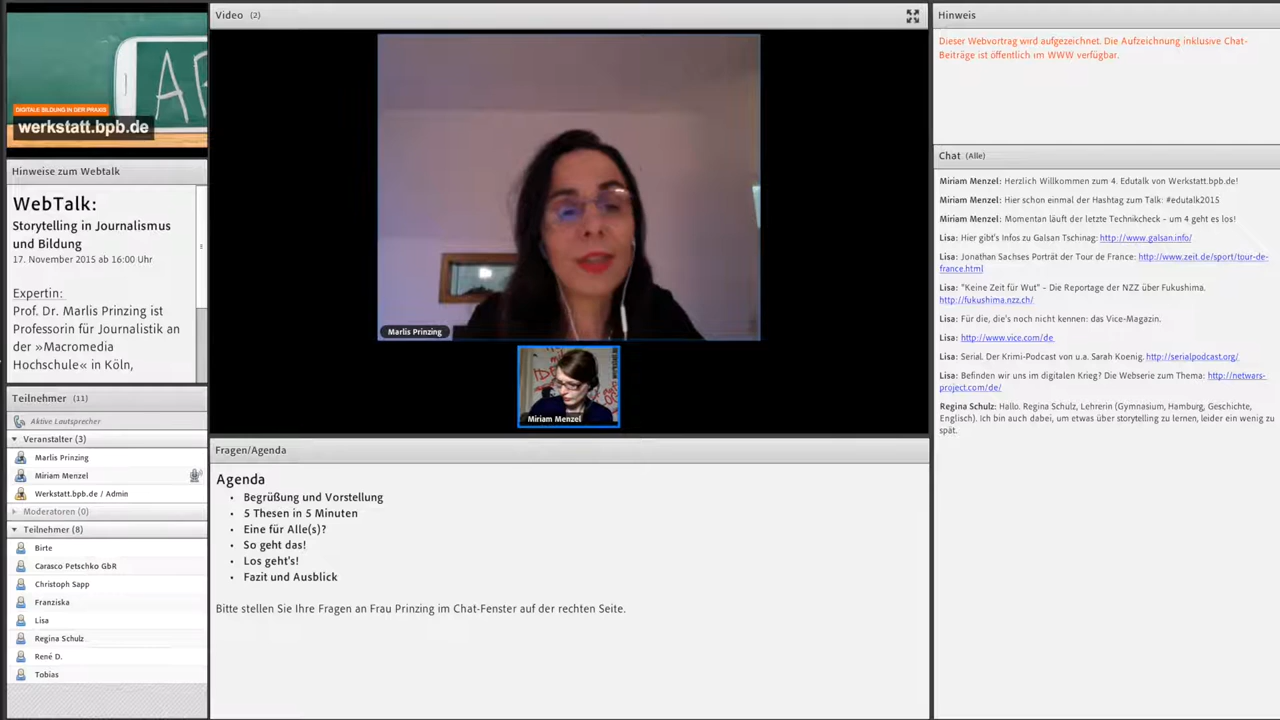 AP
DIGITALE BILDUNG IN DER PRAXIS
werkstatt.bpb.de
Hinweise zum Webtalk
WebTalk:
Storytelling in Journalismus
und Bildung
17. November 2015 ab 16:00 Uhr
Expertin:
Prof. Dr. Marlis Prinzing ist
Professorin für Journalistik an
der »Macromedia
Hochschule« in Köln,
Teilnehmer (11)
Aktive Lautsprecher
Veranstalter (3)
Marlis Prinzing
Miriam Menzel
Werkstatt.bpb.de / Admin
Moderatoren (0)
Teilnehmer (8)
Birte
Carasco Petschko GbR
Christoph Sapp
Franziska
Lisa
Regina Schulz
René D.
Tobias
Video (2)
Marlis Prinzing
Miriam Menzel
Fragen/Agenda
Agenda
• Begrüßung und Vorstellung
• 5 Thesen in 5 Minuten
• Eine für Alle(s)?
• So geht das!
• Los geht's!
• Fazit und Ausblick
Bitte stellen Sie Ihre Fragen an Frau Prinzing im Chat-Fenster auf der rechten Seite.
Hinweis
Dieser Webvortrag wird aufgezeichnet. Die Aufzeichnung inklusive Chat-
Beiträge ist öffentlich im WWW verfügbar.
Chat (Alle)
Miriam Menzel: Herzlich Willkommen zum 4. Edutalk von Werkstatt.bpb.de!
Miriam Menzel: Hier schon einmal der Hashtag zum Talk: #edutalk2015
Miriam Menzel: Momentan läuft der letzte Technikcheck - um 4 geht es los!
Lisa: Hier gibt's Infos zu Galsan Tschinag: http://www.galsan.info/
Lisa: Jonathan Sachses Porträt der Tour de France: http://www.zeit.de/sport/tour-de-
france.html
Lisa: "Keine Zeit für Wut" - Die Reportage der NZZ über Fukushima.
http://fukushima.nzz.ch/
Lisa: Für die, die's noch nicht kennen: das Vice-Magazin.
Lisa: http://www.vice.com/de
Lisa: Serial. Der Krimi-Podcast von u.a. Sarah Koenig. http://serialpodcast.org/
Lisa: Befinden wir uns im digitalen Krieg? Die Webserie zum Thema: http://netwars-
project.com/de/
Regina Schulz: Hallo. Regina Schulz, Lehrerin (Gymnasium, Hamburg, Geschichte,
Englisch). Ich bin auch dabei, um etwas über storytelling zu lernen, leider ein wenig zu
spät.